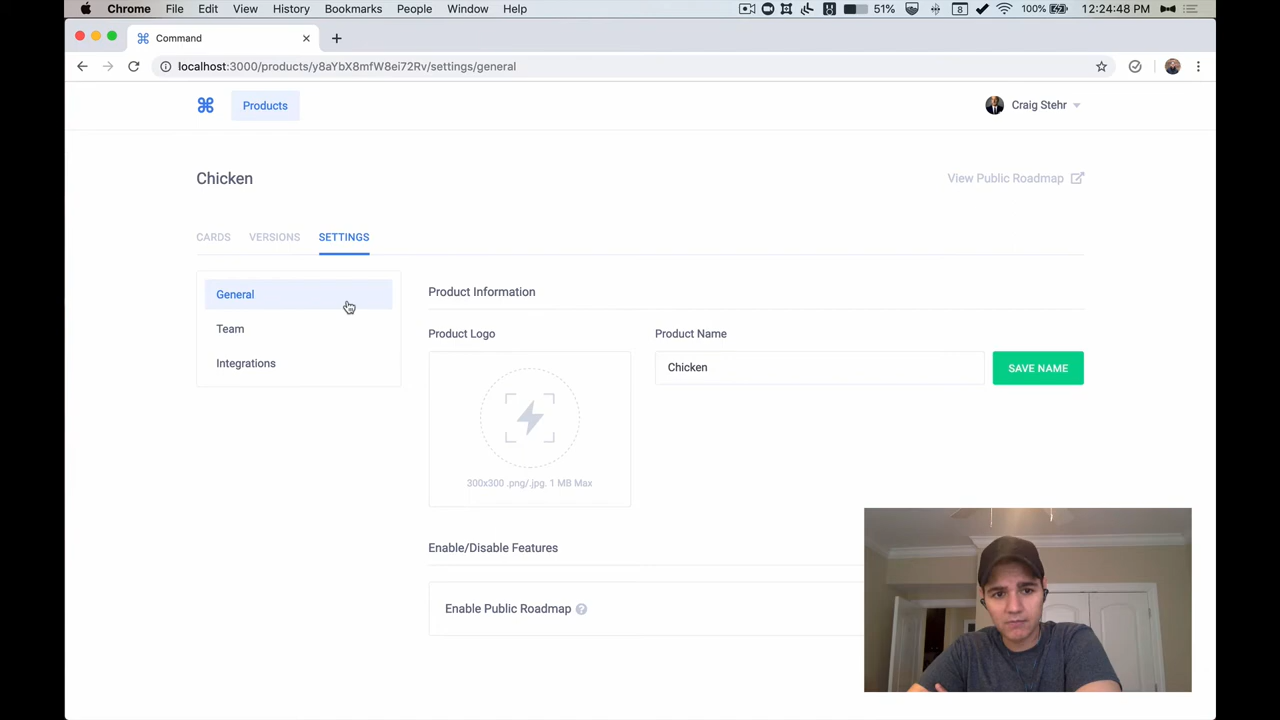 Chrome File Edit View History Bookmarks People Window Help 51% 8 100% 12:24:48 PM
Command
localhost:3000/products/y8aYbX8mfW8ei72Rv/settings/general
Products
Craig Stehr
Chicken
View Public Roadmap
CARDS VERSIONS SETTINGS
General
Team
Integrations
Product Information
Product Logo
Product Name
Chicken
SAVE NAME
300x300 .png/.jpg. 1 MB Max
Enable/Disable Features
Enable Public Roadmap ?